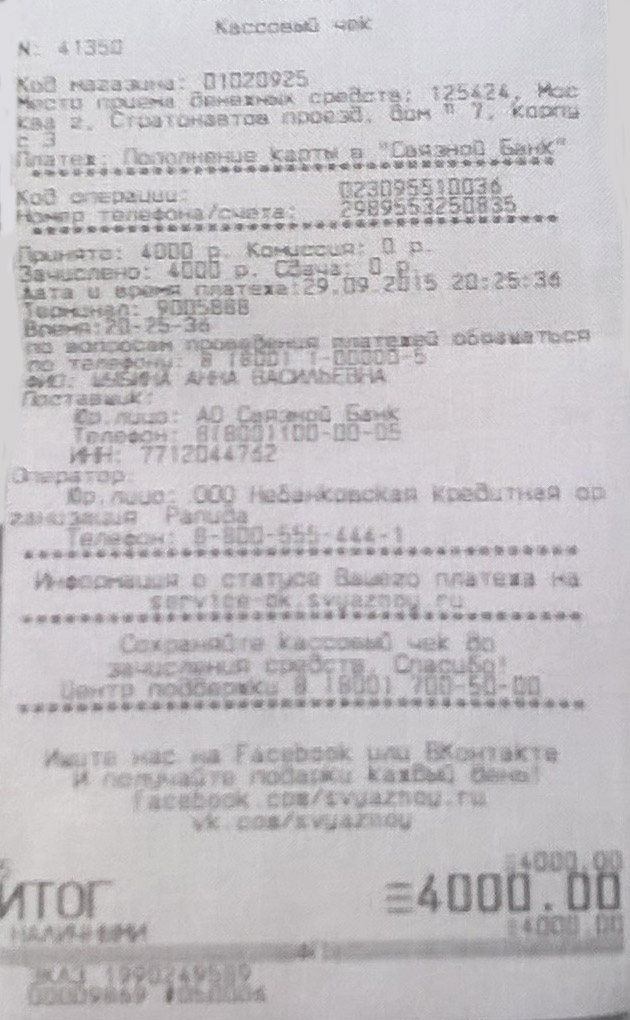 Кассовый чек
N: 41350
Код магазина: 01020925
Место приема денежных средств: 125424, Мос
ква г, Стратонавтов проезд, дом " 7, Корпу
с 3
Платеж: Пополнение карты в "Связной Банк"
Код операции: 023095510036
Номер телефона/счета: 2989553250835
Принято: 4000 р. Комиссия: 0 р.
Зачислено: 4000 р. Сдача: 0 р.
Дата и время платежа:29.09.2015 20:25:36
Терминал: 9005888
Время:20-25-36
по вопросам проведения платежей обращаться
по телефону: 8 (800) 1-00000-5
ФИО: АННА ВАСИЛЬЕВНА
Поставщик:
Юр.лицо: АО Связной Банк
Телефон: 8(800)100-00-05
ИНН: 7712044762
Оператор:
Юр.лицо: ООО Небанковская кредитная ор
ганизация Рапида
Телефон: 8-800-555-444-1
Информация о статусе Вашего платежа на
service-ok.svyaznoy.ru
Сохраняйте кассовый чек до
зачисления средств. Спасибо!
Центр поддержки 8 (800) 700-50-00
Ищите нас на Facebook или ВКонтакте
И получайте подарки каждый день!
facebook.com/svyaznoy.ru
vk.com/svyaznoy
≡4000.00
ИТОГ ≡4000.00
НАЛИЧНЫМИ ≡4000.00
ЭКЛЗ 1990249589
00009869